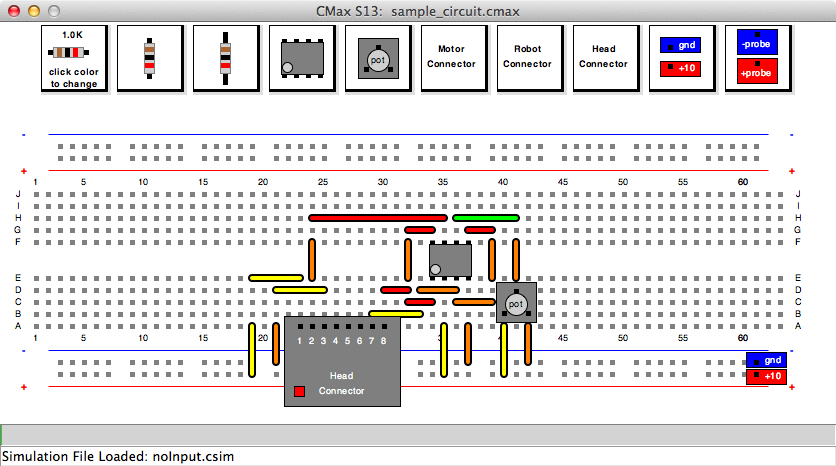 CMax S13: sample_circuit.cmax
1.0K
click color
to change
pot
Motor
Connector
Robot
Connector
Head
Connector
gnd
+10
-probe
+probe
- -
+ +
1 5 10 15 20 25 30 35 40 45 50 55 60
J J
I I
H H
G G
F F
E E
D D
C C
B B
A A
pot
1 5 10 15 20 30 35 40 45 50 55 60
1 2 3 4 5 6 7 8
- -
gnd
Head
+10
Connector
+ +
Simulation File Loaded: noInput.csim